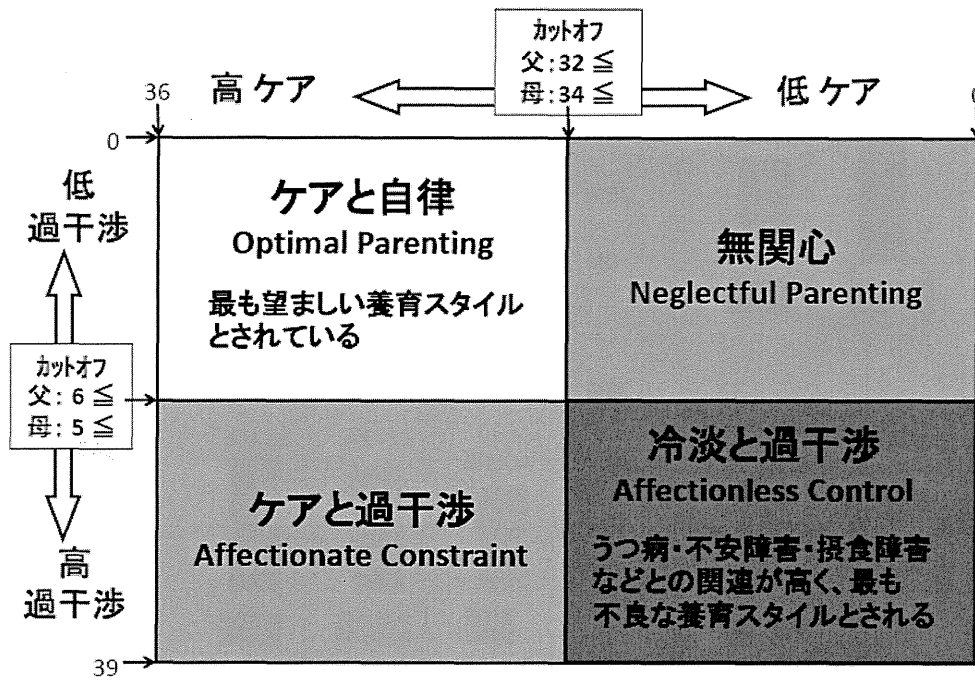 カットオフ
父:32 ≦
母:34 ≦
36
高 ケア
低 ケア
0
低
過干渉
カットオフ
父: 6 ≦
母: 5 ≦
高
過干渉
39
ケアと自律
Optimal Parenting
最も望ましい養育スタイル
とされている
無関心
Neglectful Parenting
ケアと過干渉
Affectionate Constraint
冷淡と過干渉
Affectionless Control
うつ病・不安障害・摂食障害
などとの関連が高く、最も
不良な養育スタイルとされる